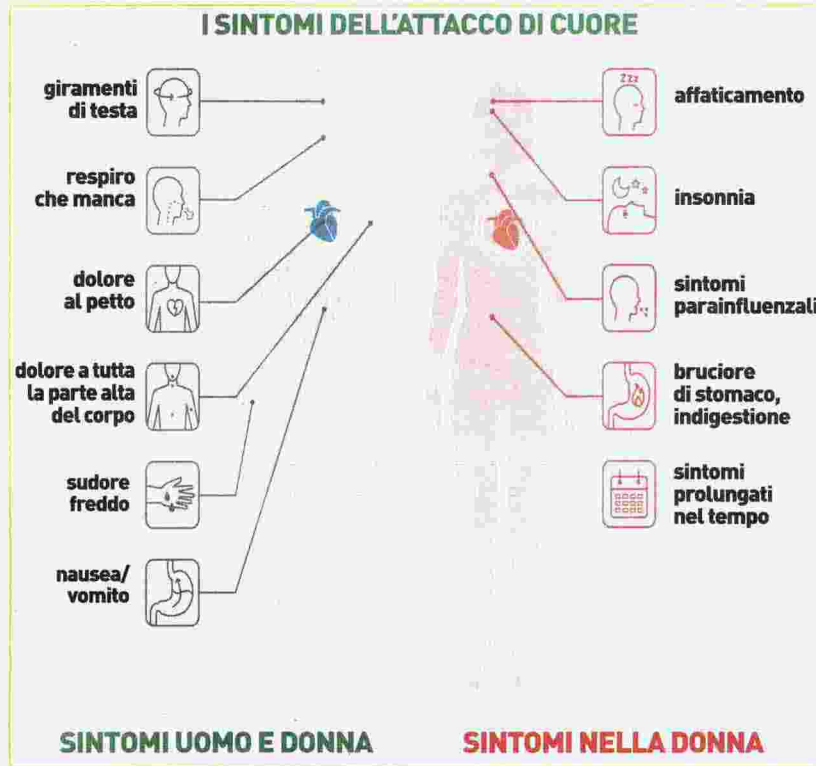 I SINTOMI DELL'ATTACCO DI CUORE
giramenti
di testa
respiro
che manca
dolore
al petto
dolore a tutta
la parte alta
del corpo
sudore
freddo
nausea/
vomito
zzz
affaticamento
insonnia
sintomi
parainfluenzali
bruciore
di stomaco,
indigestione
sintomi
prolungati
nel tempo
SINTOMI UOMO E DONNA
SINTOMI NELLA DONNA